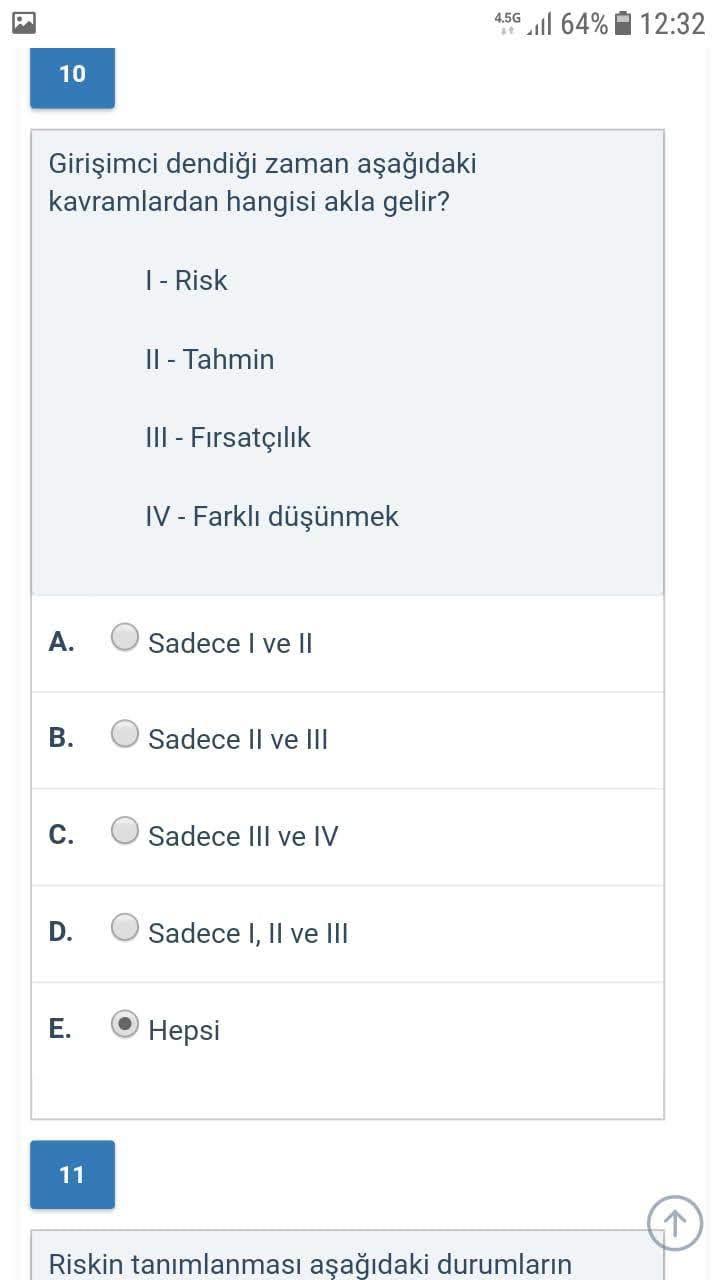 4.5G 64% 12:32
10
Girişimci dendiği zaman aşağıdaki
kavramlardan hangisi akla gelir?
I - Risk
II - Tahmin
III - Fırsatçılık
IV - Farklı düşünmek
A. Sadece I ve II
B. Sadece II ve III
C. Sadece III ve IV
D. Sadece I, II ve III
E. Hepsi
11
Riskin tanımlanması aşağıdaki durumların